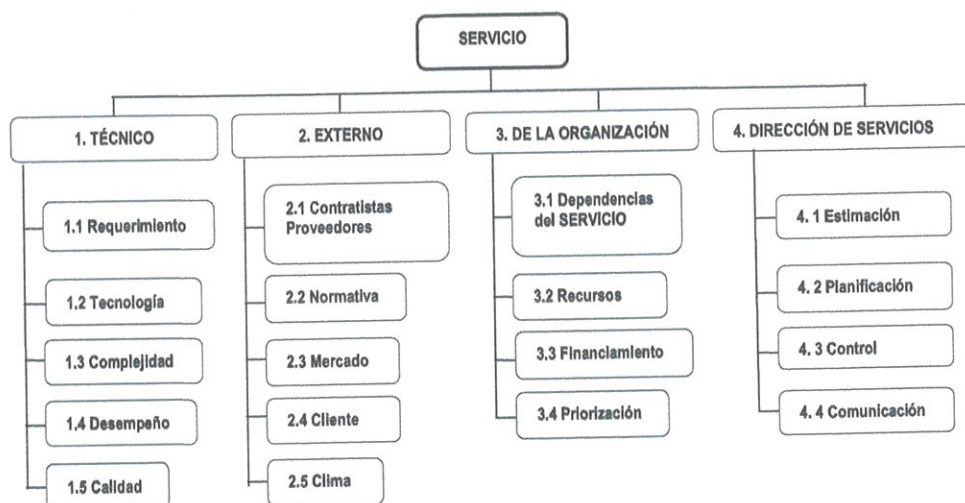 SERVICIO
1. TÉCNICO
1.1 Requerimiento
1.2 Tecnología
1.3 Complejidad
1.4 Desempeño
1.5 Calidad
2. EXTERNO
2.1 Contratistas
Proveedores
2.2 Normativa
2.3 Mercado
2.4 Cliente
2.5 Clima
3. DE LA ORGANIZACIÓN
3.1 Dependencias
del SERVICIO
3.2 Recursos
3.3 Financiamiento
3.4 Priorización
4. DIRECCIÓN DE SERVICIOS
4. 1 Estimación
4. 2 Planificación
4. 3 Control
4. 4 Comunicación